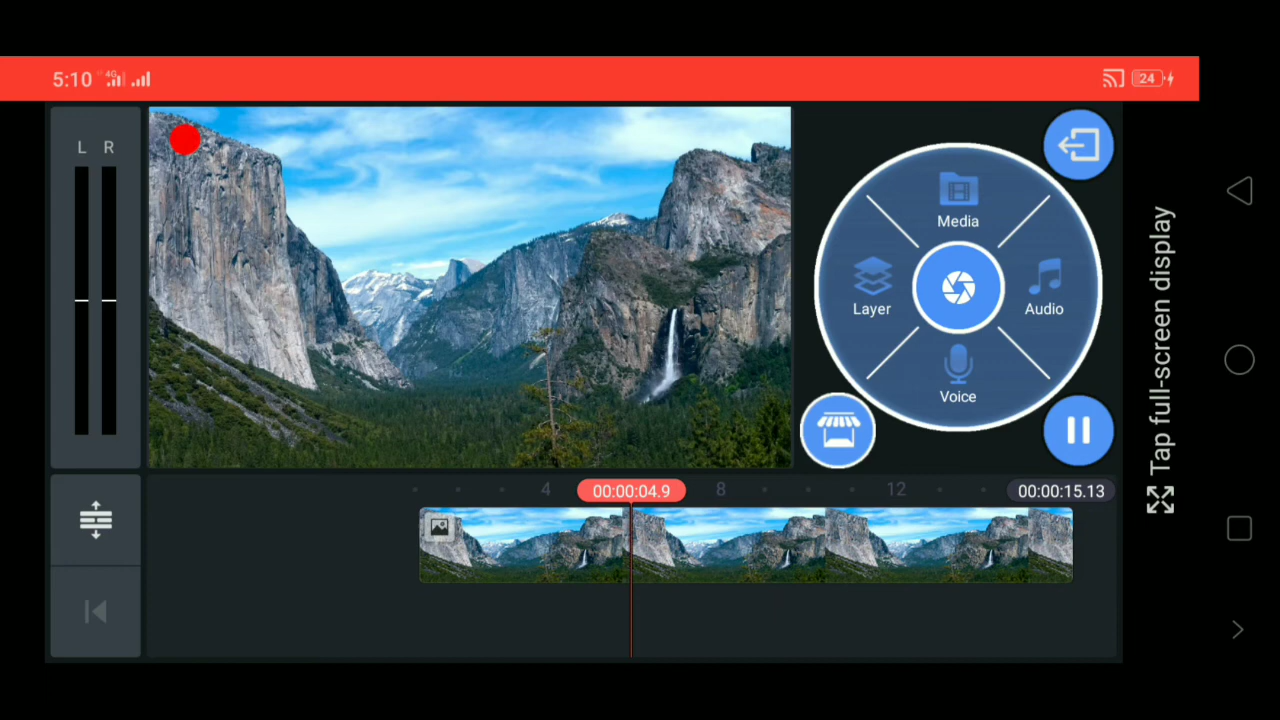 5:10 4G
24
L R
Media
Layer
Audio
Voice
Tap full-screen display
4
00:00:04.9
8
12
00:00:15.13